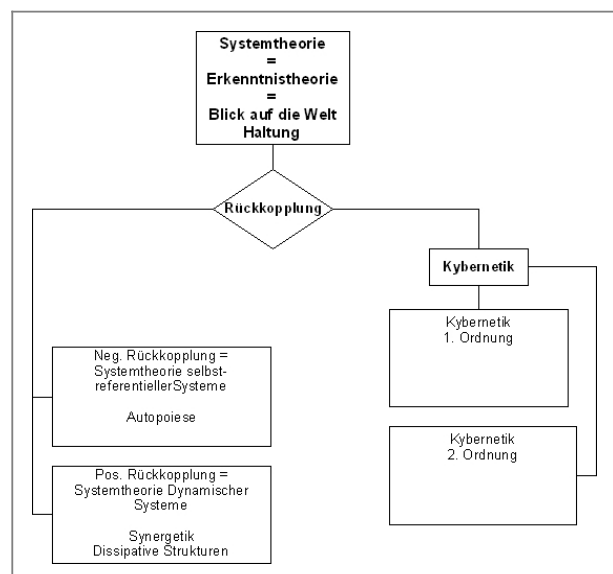 Systemtheorie
=
Erkenntnistheorie
=
Blick auf die Welt
Haltung
Rückkopplung
Kybernetik
Kybernetik
1. Ordnung
Neg. Rückkopplung =
Systemtheorie selbst-
referentiellerSysteme
Autopoiese
Kybernetik
2. Ordnung
Pos. Rückkopplung =
Systemtheorie Dynamischer
Systeme
Synergetik
Dissipative Strukturen